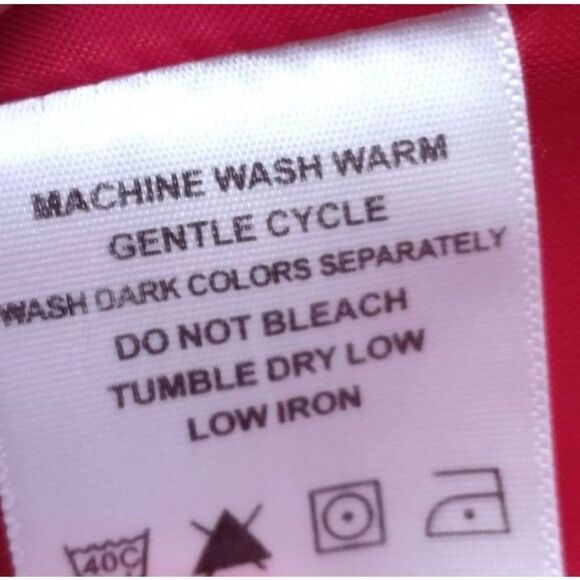 MACHINE WASH WARM
GENTLE CYCLE
WASH DARK COLORS SEPARATELY
DO NOT BLEACH
TUMBLE DRY LOW
LOW IRON
40C